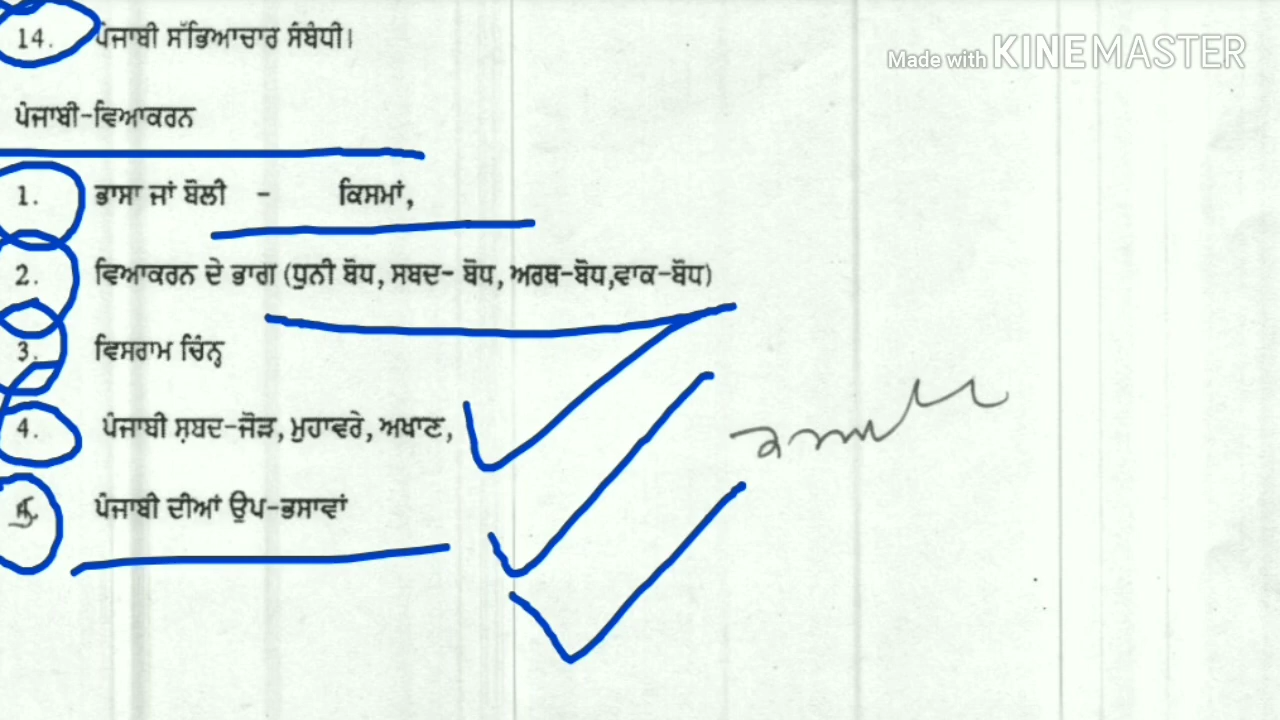 14. ਪੰਜਾਬੀ ਸੱਭਿਆਚਾਰ ਸੰਬੰਧੀ।
Made with KINEMASTER
ਪੰਜਾਬੀ-ਵਿਆਕਰਨ
1. ਭਾਸਾ ਜਾਂ ਬੋਲੀ - ਕਿਸਮਾਂ,
2. ਵਿਆਕਰਨ ਦੇ ਭਾਗ (ਧੁਨੀ ਬੋਧ, ਸਬਦ- ਬੋਧ, ਅਰਥ-ਬੋਧ,ਵਾਕ-ਬੋਧ)
3. ਵਿਸਰਾਮ ਚਿੰਨ੍ਹ
4. ਪੰਜਾਬੀ ਸ਼ਬਦ-ਜੋੜ, ਮੁਹਾਵਰੇ, ਅਖਾਣ,
5. ਪੰਜਾਬੀ ਦੀਆਂ ਉਪ-ਭਸਾਵਾਂ